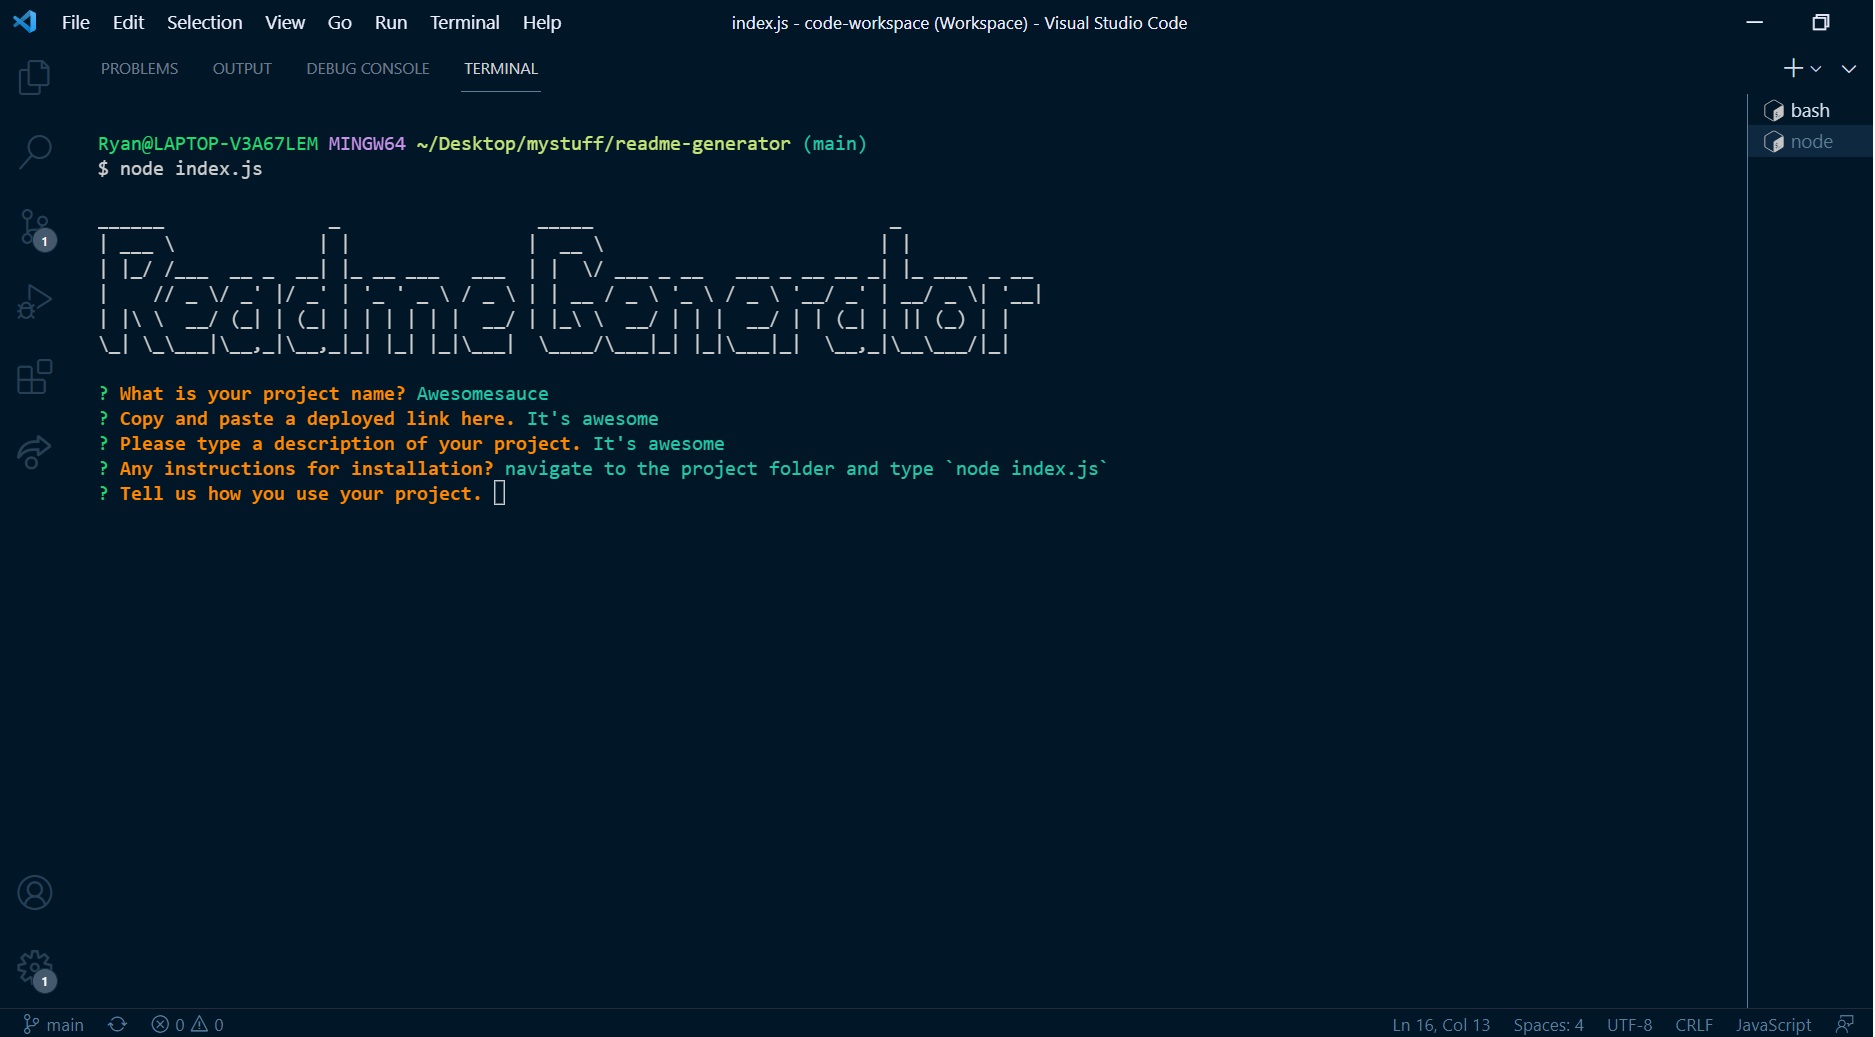 File Edit Selection View Go Run Terminal Help index.js - code-workspace (Workspace) - Visual Studio Code
PROBLEMS OUTPUT DEBUG CONSOLE TERMINAL
bash
node
Ryan@LAPTOP-V3A67LEM MINGW64 ~/Desktop/mystuff/readme-generator (main)
$ node index.js
Readme Generator
? What is your project name? Awesomesauce
? Copy and paste a deployed link here. It's awesome
? Please type a description of your project. It's awesome
? Any instructions for installation? navigate to the project folder and type `node index.js`
? Tell us how you use your project.
1
1
main 0 0 Ln 16, Col 13 Spaces: 4 UTF-8 CRLF JavaScript